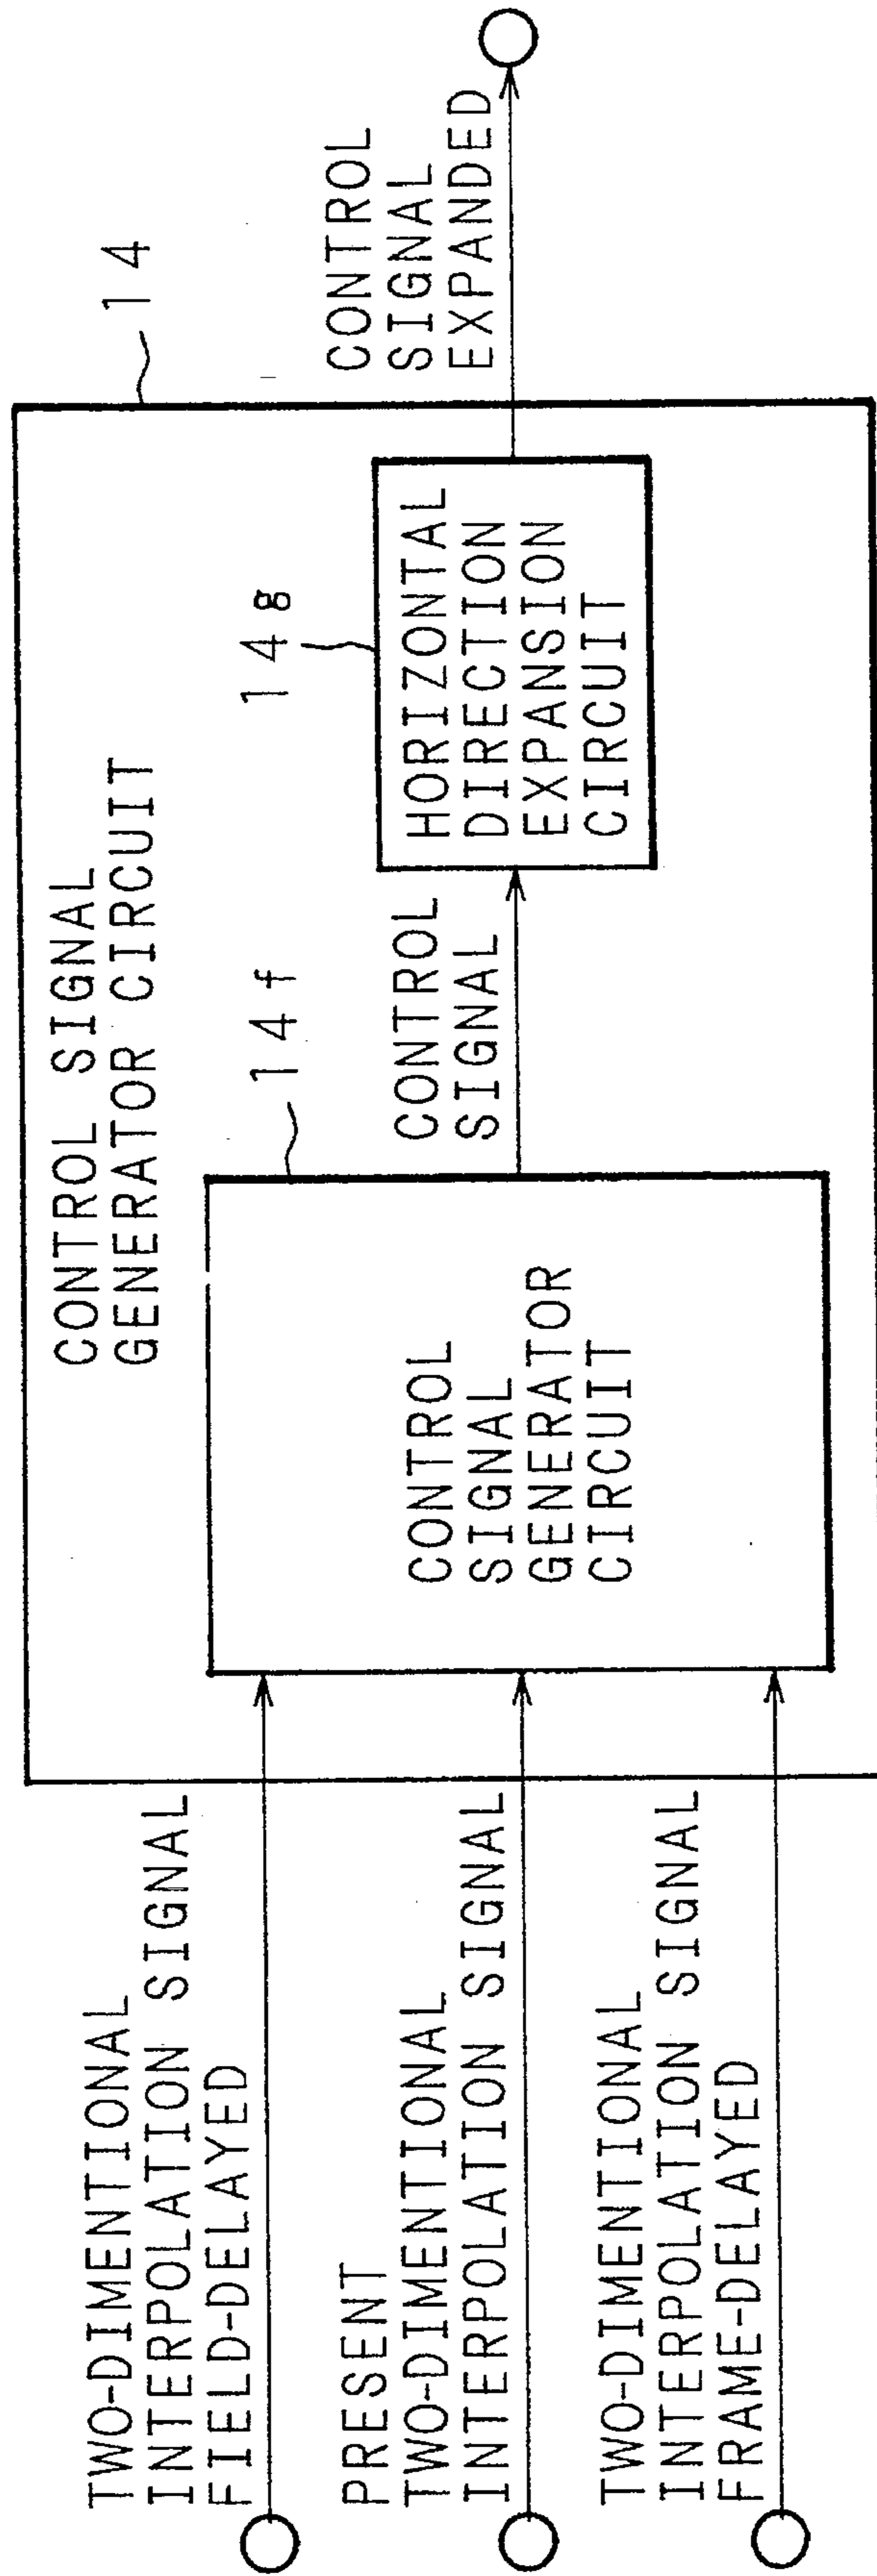 TWO-DIMENTIONAL
INTERPOLATION SIGNAL
FIELD-DELAYED
PRESENT
TWO-DIMENTIONAL
INTERPOLATION SIGNAL
TWO-DIMENTIONAL
INTERPOLATION SIGNAL
FRAME-DELAYED
CONTROL SIGNAL
GENERATOR CIRCUIT
14f
CONTROL
SIGNAL
GENERATOR
CIRCUIT
CONTROL
SIGNAL
14g
HORIZONTAL
DIRECTION
EXPANSION
CIRCUIT
14
CONTROL
SIGNAL
EXPANDED